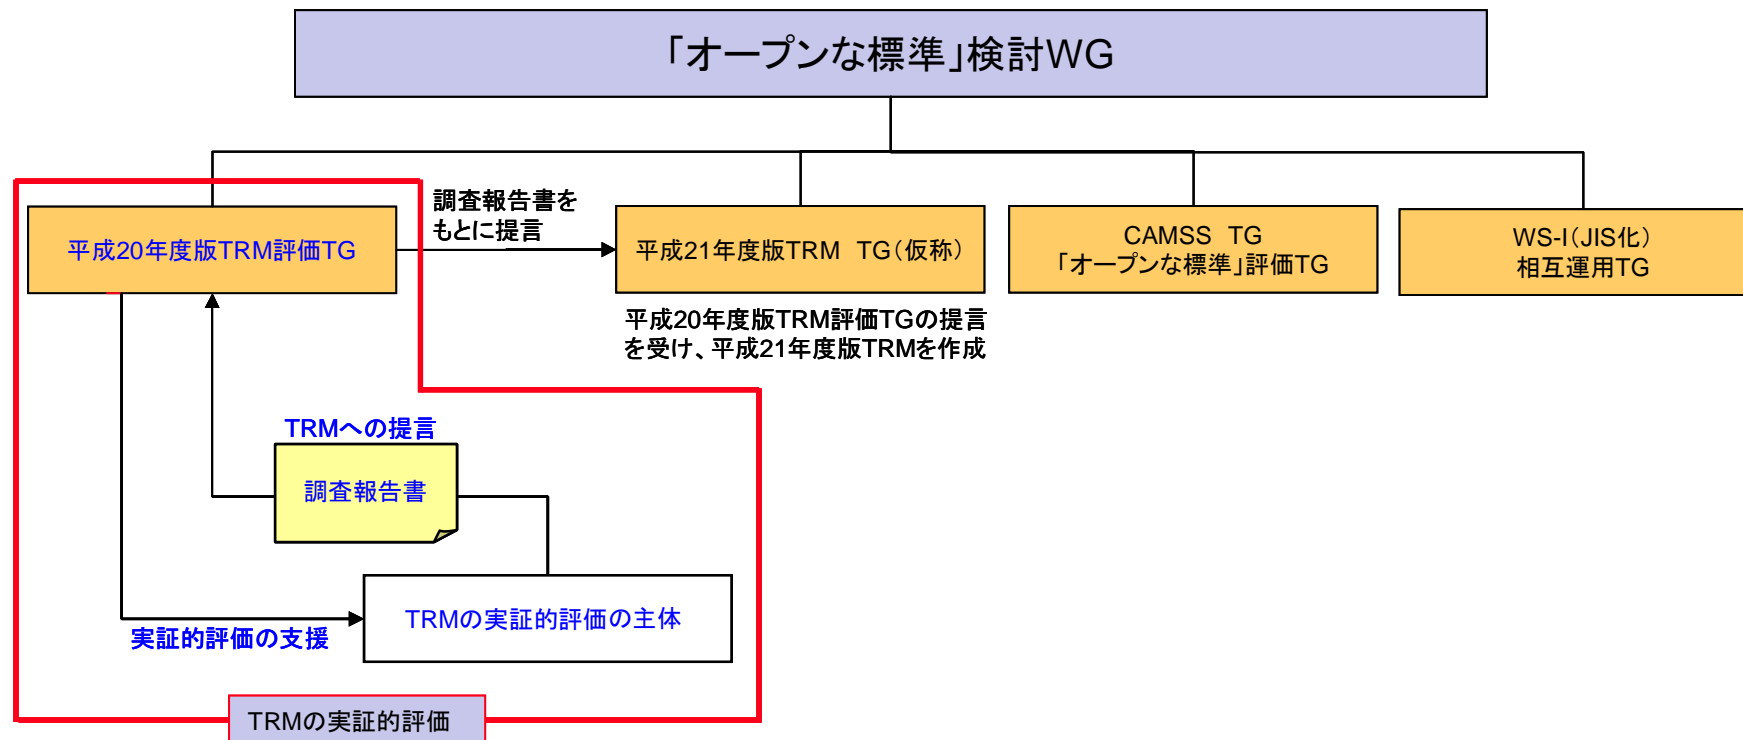 「オープンな標準」検討WG
調査報告書を
もとに提言
平成20年度版TRM評価TG
平成21年度版TRM　TG（仮称）
CAMSS　TG
「オープンな標準」評価TG
WS-I（JIS化）
相互運用TG
平成20年度版TRM評価TGの提言
を受け、平成21年度版TRMを作成
TRMへの提言
調査報告書
TRMの実証的評価の主体
実証的評価の支援
TRMの実証的評価